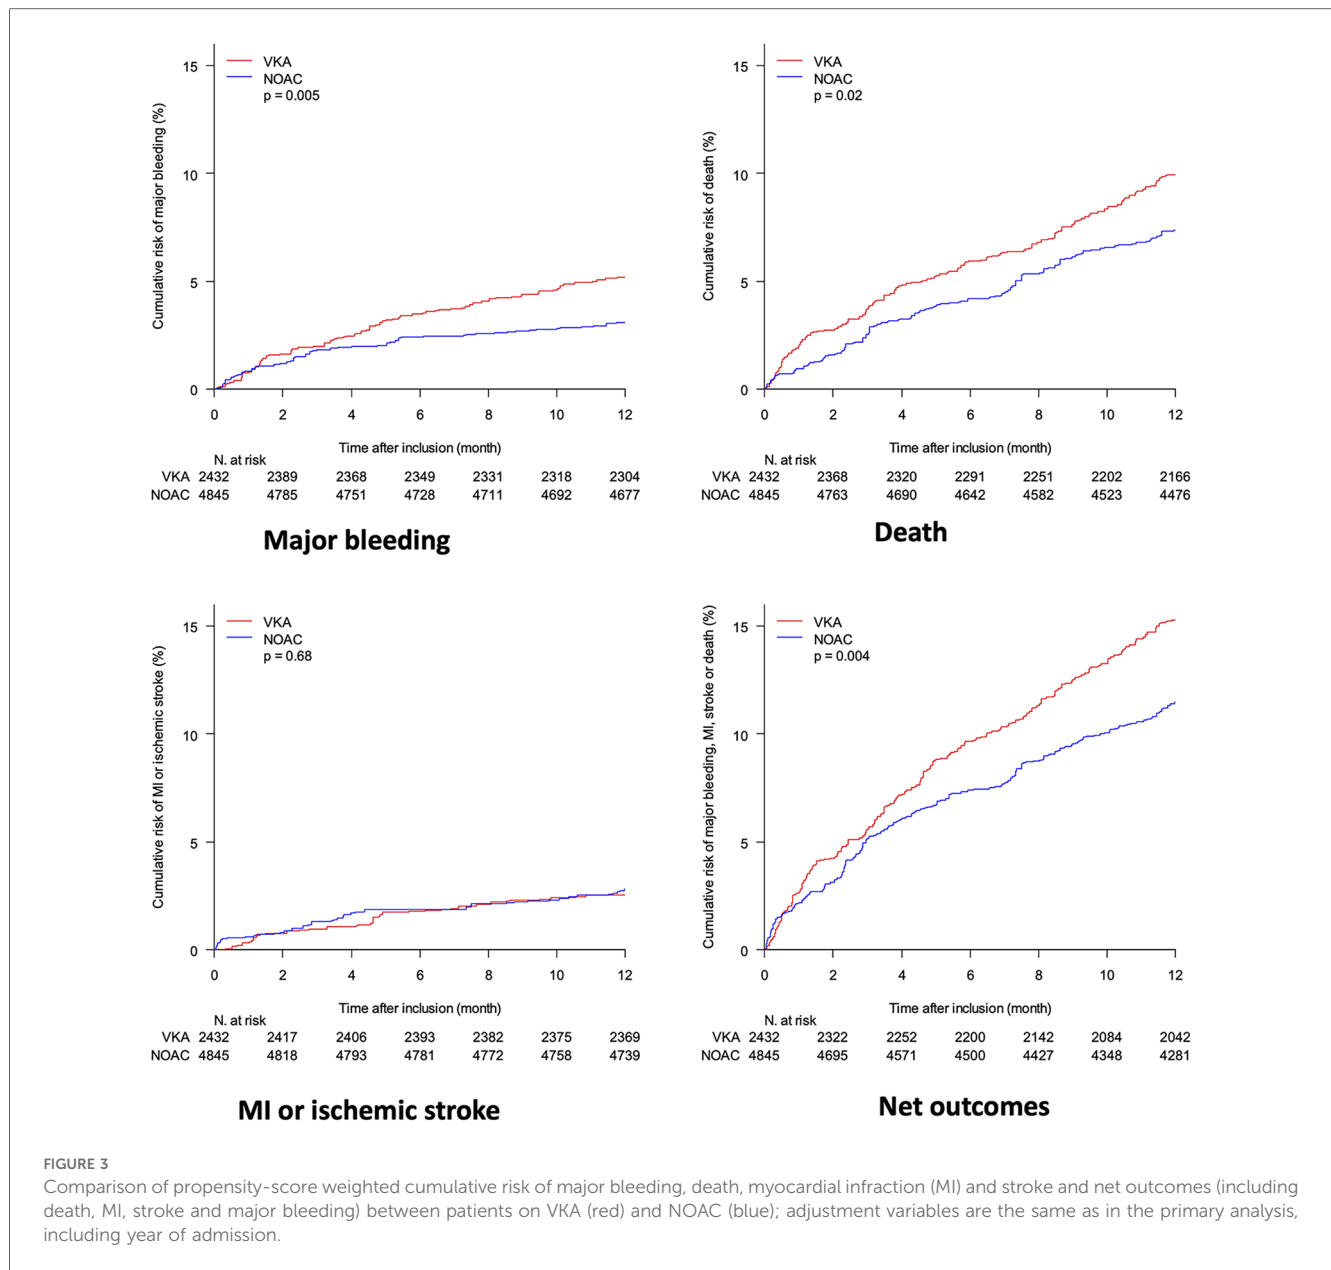 VKA
NOAC
p = 0.005
Cumulative risk of major bleeding (%)
15
10
5
0
0 2 4 6 8 10 12
Time after inclusion (month)
N. at risk
VKA 2432 2389 2368 2349 2331 2318 2304
NOAC 4845 4785 4751 4728 4711 4692 4677
Major bleeding
VKA
NOAC
p = 0.02
Cumulative risk of death (%)
15
10
5
0
0 2 4 6 8 10 12
Time after inclusion (month)
N. at risk
VKA 2432 2368 2320 2291 2251 2202 2166
NOAC 4845 4763 4690 4642 4582 4523 4476
Death
VKA
NOAC
p = 0.68
Cumulative risk of MI or ischemic stroke (%)
15
10
5
0
0 2 4 6 8 10 12
Time after inclusion (month)
N. at risk
VKA 2432 2417 2406 2393 2382 2375 2369
NOAC 4845 4818 4793 4781 4772 4758 4739
MI or ischemic stroke
VKA
NOAC
p = 0.004
Cumulative risk of major bleeding, MI, stroke or death (%)
15
10
5
0
0 2 4 6 8 10 12
Time after inclusion (month)
N. at risk
VKA 2432 2322 2252 2200 2142 2084 2042
NOAC 4845 4695 4571 4500 4427 4348 4281
Net outcomes
FIGURE 3
Comparison of propensity-score weighted cumulative risk of major bleeding, death, myocardial infraction (MI) and stroke and net outcomes (including
death, MI, stroke and major bleeding) between patients on VKA (red) and NOAC (blue); adjustment variables are the same as in the primary analysis,
including year of admission.